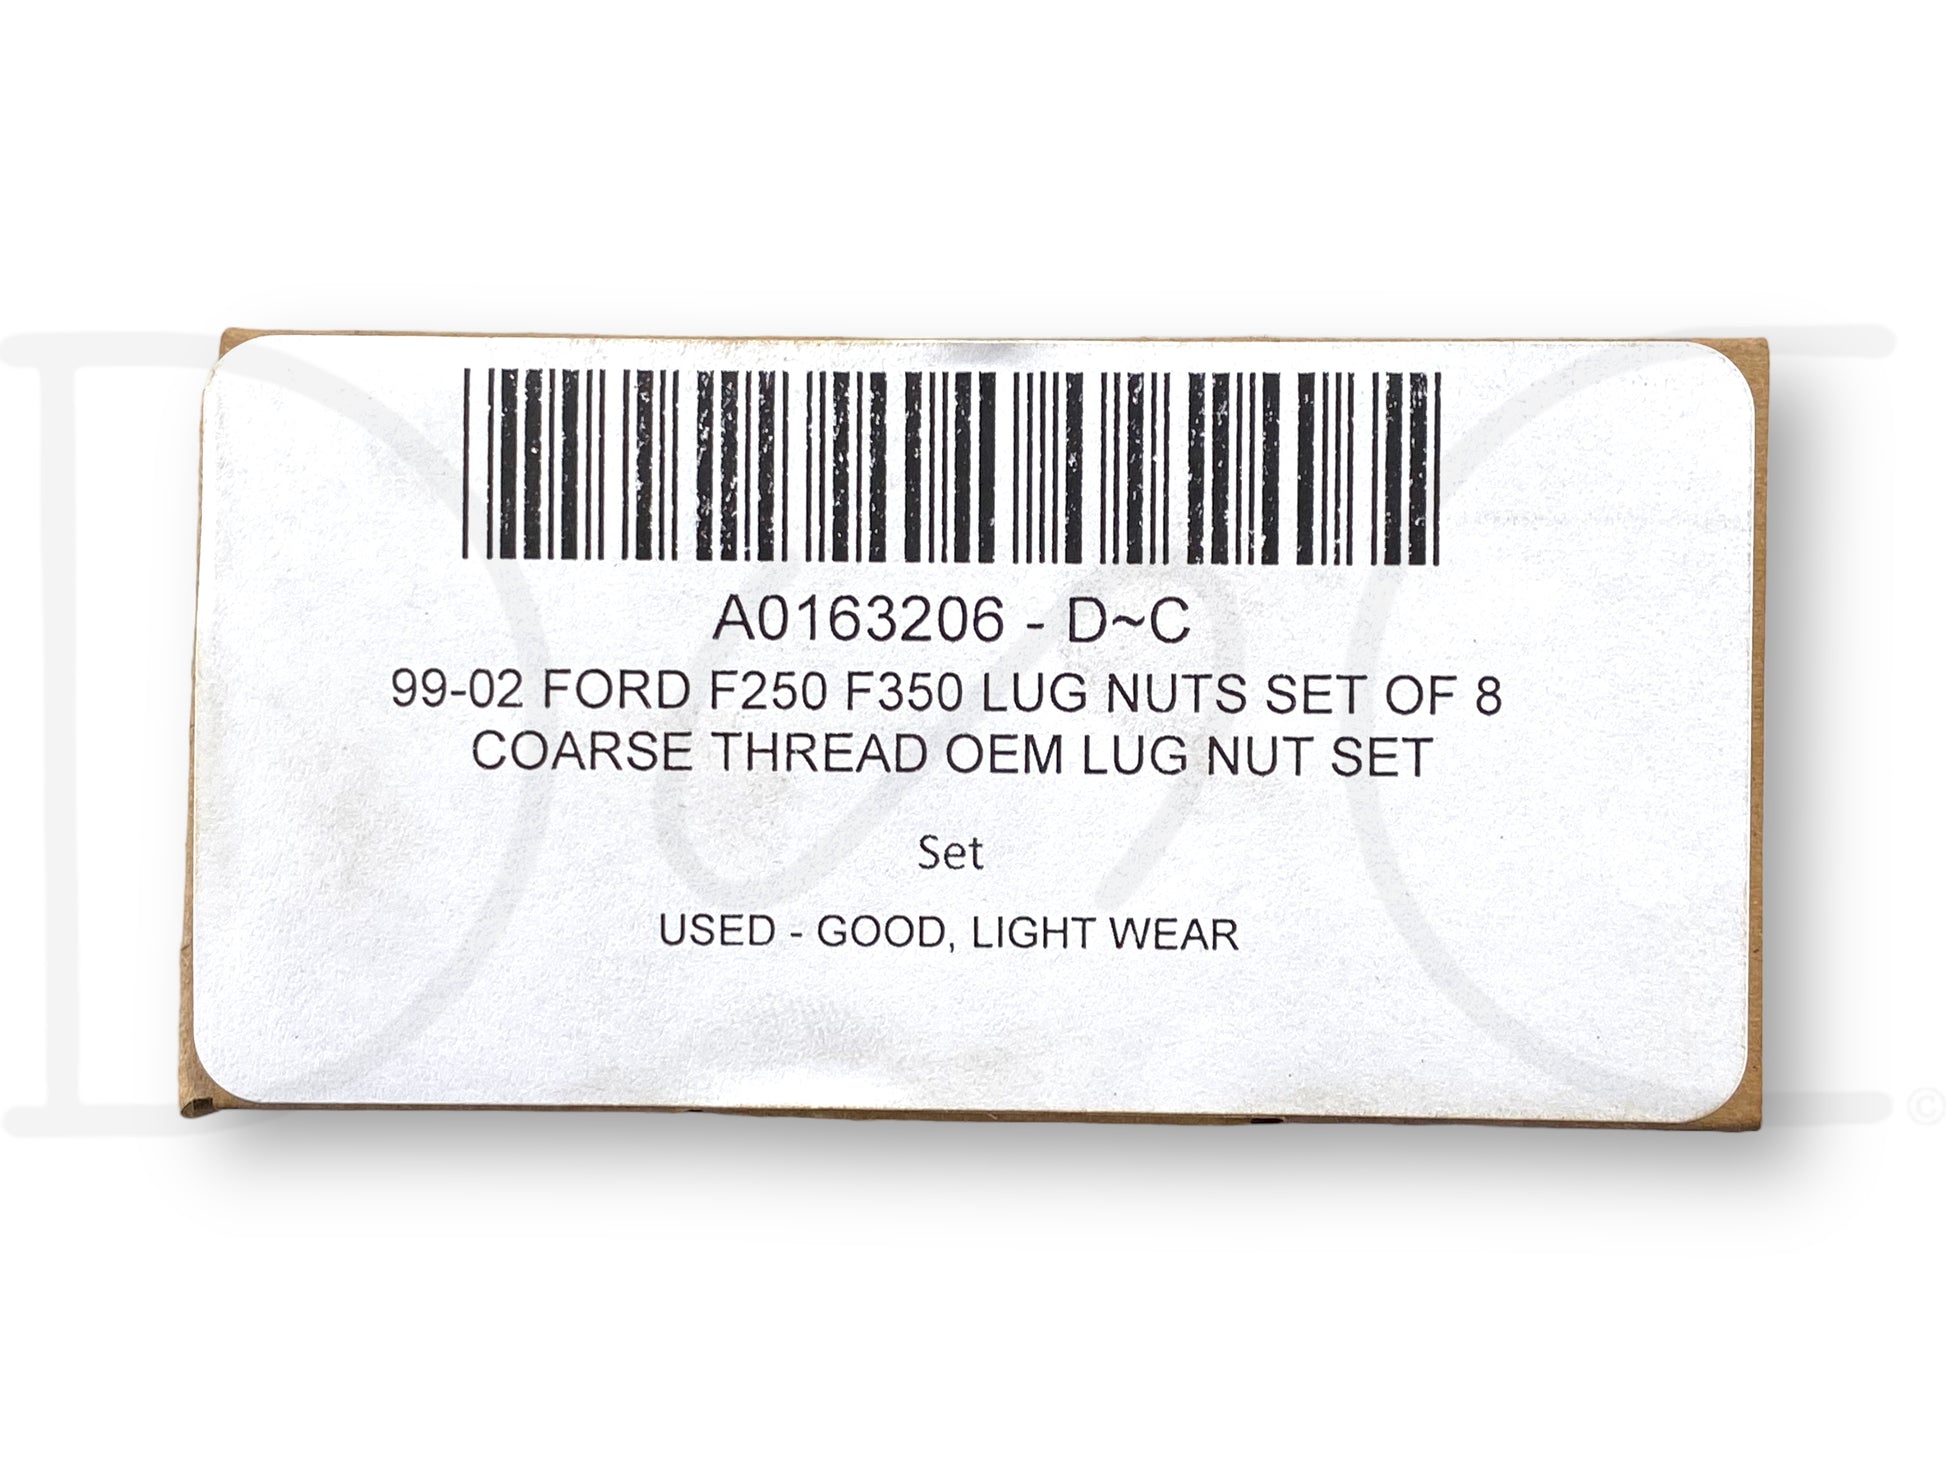 A0163206 - D~C
99-02 FORD F250 F350 LUG NUTS SET OF 8
COARSE THREAD OEM LUG NUT SET
Set
USED - GOOD, LIGHT WEAR
©